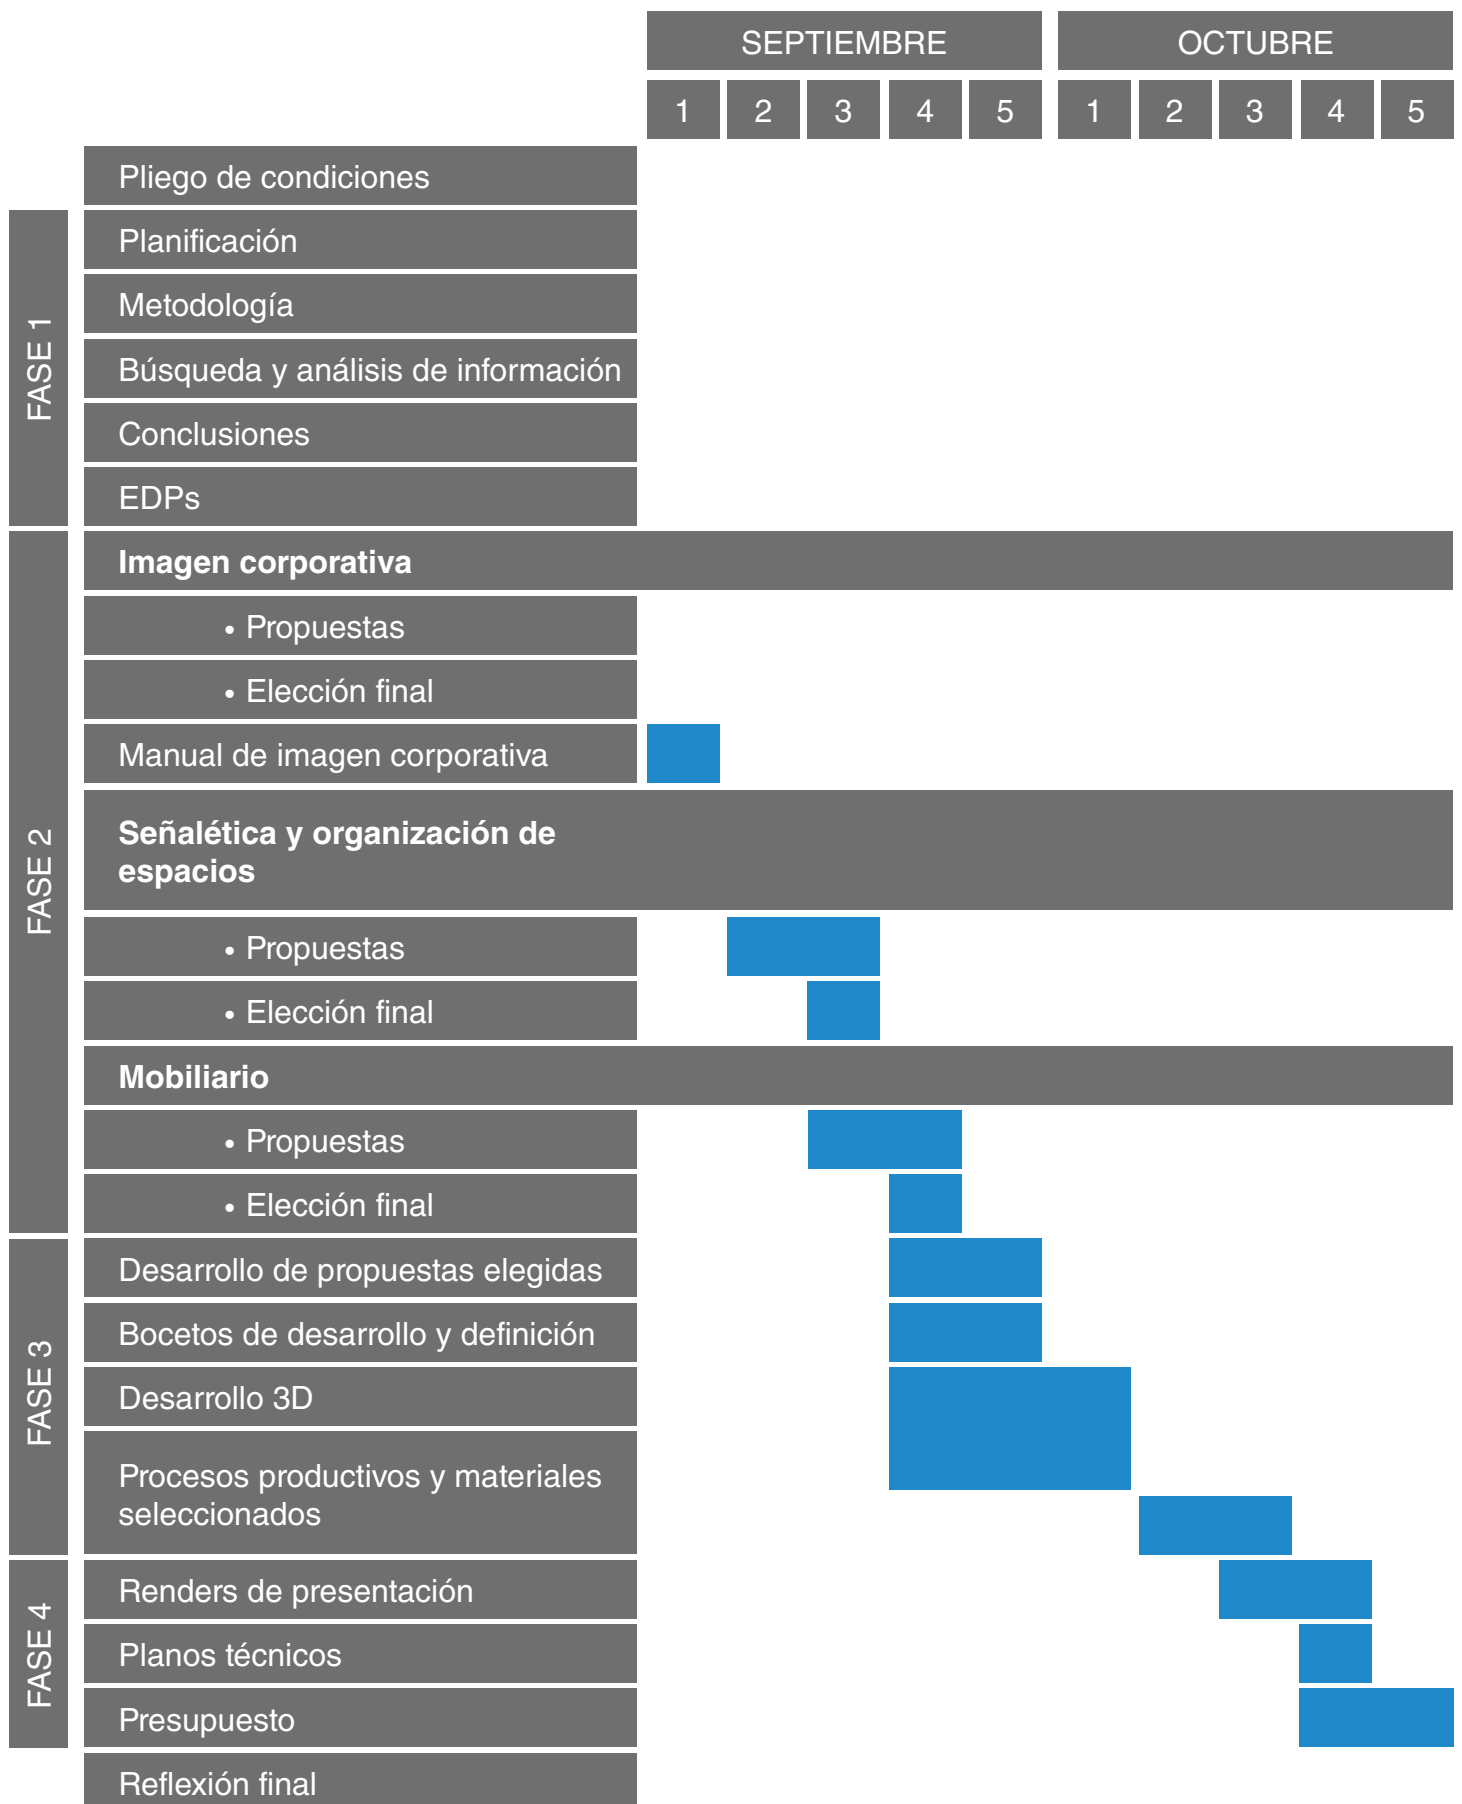 SEPTIEMBRE OCTUBRE
1 2 3 4 5 1 2 3 4 5
Pliego de condiciones
FASE 1
Planificación
Metodología
Búsqueda y análisis de información
Conclusiones
EDPs
FASE 2
Imagen corporativa
• Propuestas
• Elección final
Manual de imagen corporativa
Señalética y organización de
espacios
• Propuestas
• Elección final
Mobiliario
• Propuestas
• Elección final
FASE 3
Desarrollo de propuestas elegidas
Bocetos de desarrollo y definición
Desarrollo 3D
Procesos productivos y materiales
seleccionados
FASE 4
Renders de presentación
Planos técnicos
Presupuesto
Reflexión final